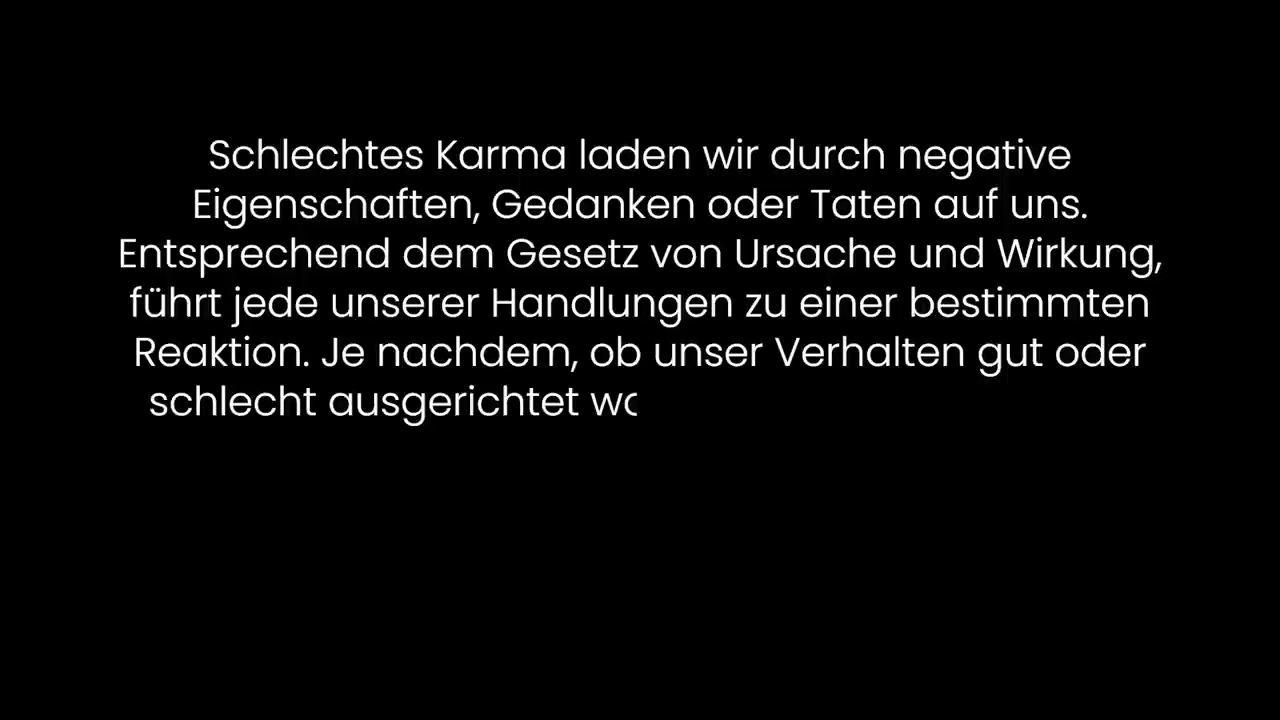 Schlechtes Karma laden wir durch negative
Eigenschaften, Gedanken oder Taten auf uns.
Entsprechend dem Gesetz von Ursache und Wirkung,
führt jede unserer Handlungen zu einer bestimmten
Reaktion. Je nachdem, ob unser Verhalten gut oder
schlecht ausgerichtet